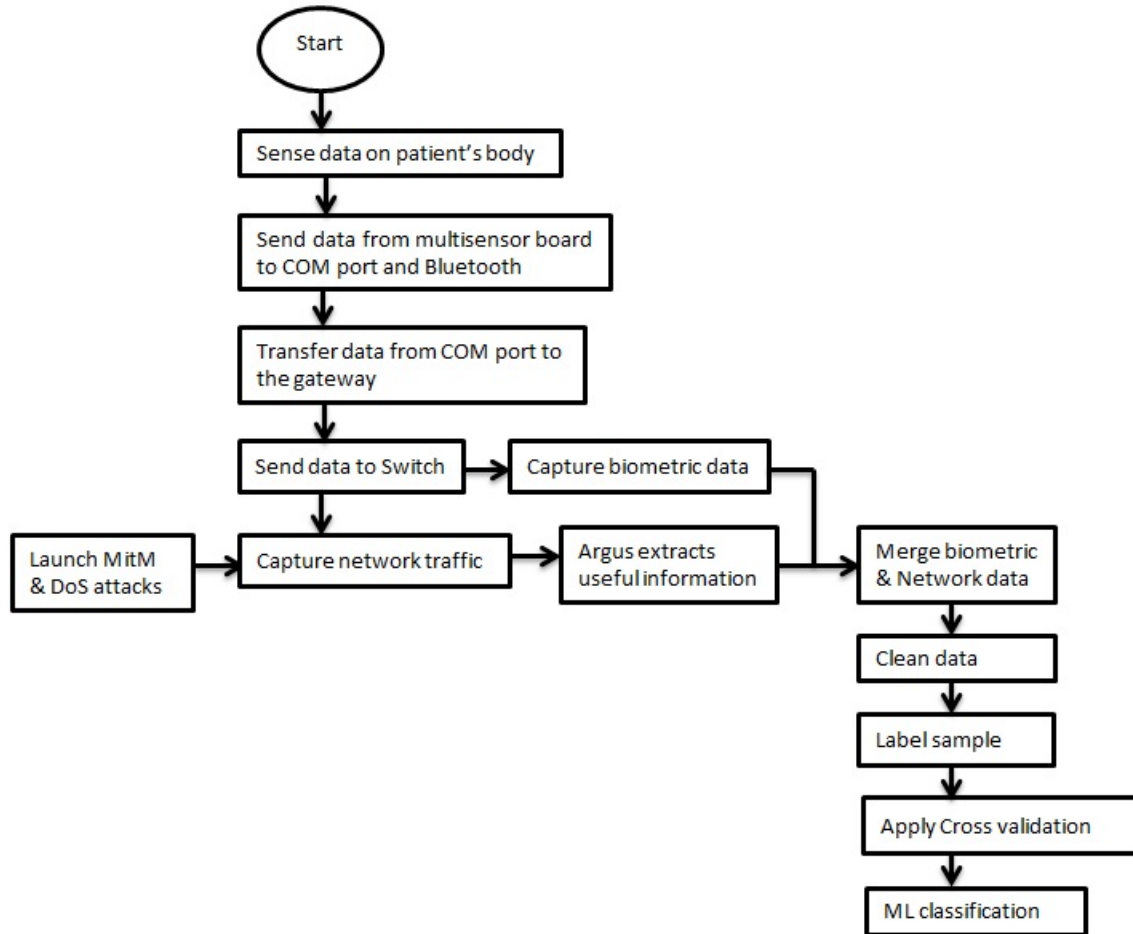 Start
Sense data on patient's body
Send data from multisensor board
to COM port and Bluetooth
Transfer data from COM port to
the gateway
Send data to Switch
Capture biometric data
Launch MitM
& DoS attacks
Capture network traffic
Argus extracts
useful information
Merge biometric
& Network data
Clean data
Label sample
Apply Cross validation
ML classification